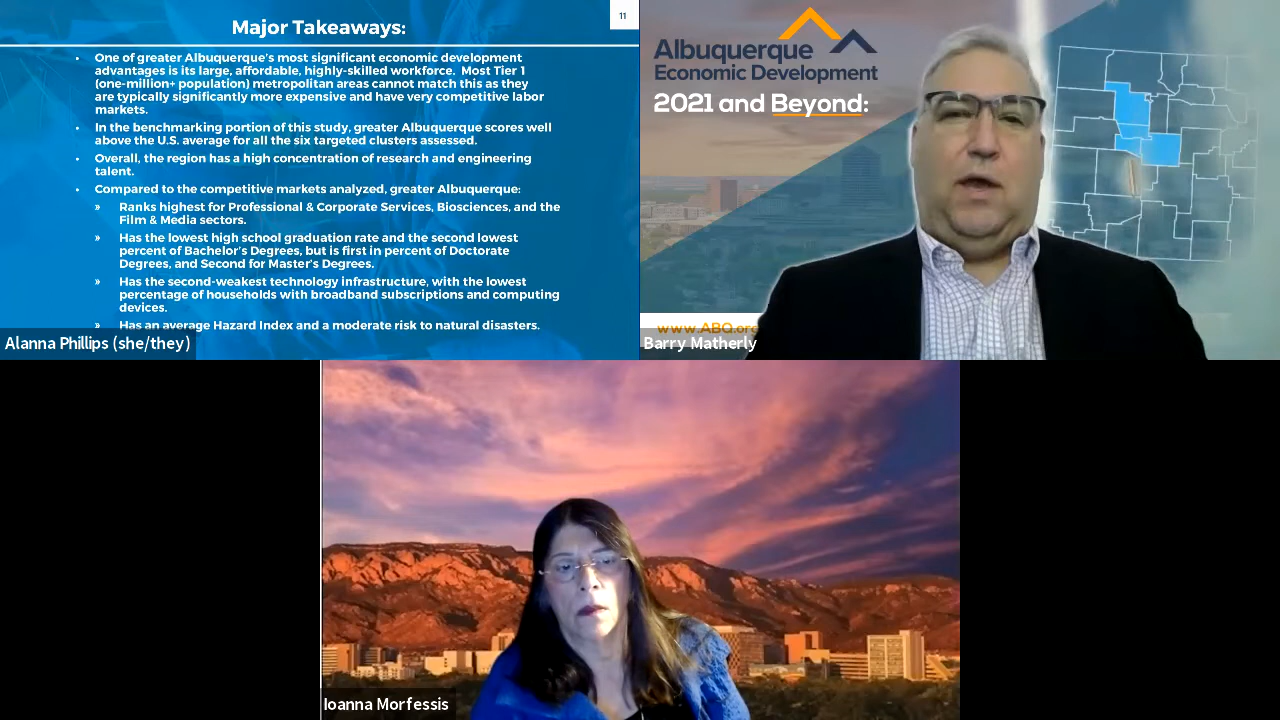 Major Takeaways:
11
• One of greater Albuquerque's most significant economic development
advantages is its large, affordable, highly-skilled workforce. Most Tier 1
(one-million+ population) metropolitan areas cannot match this as they
are typically significantly more expensive and have very competitive labor
markets.
• In the benchmarking portion of this study, greater Albuquerque scores well
above the U.S. average for all the six targeted clusters assessed.
• Overall, the region has a high concentration of research and engineering
talent.
• Compared to the competitive markets analyzed, greater Albuquerque:
» Ranks highest for Professional & Corporate Services, Biosciences, and the
Film & Media sectors.
» Has the lowest high school graduation rate and the second lowest
percent of Bachelor's Degrees, but is first in percent of Doctorate
Degrees, and Second for Master's Degrees.
» Has the second-weakest technology infrastructure, with the lowest
percentage of households with broadband subscriptions and computing
devices.
» Has an average Hazard Index and a moderate risk to natural disasters.
Alanna Phillips (she/they)
Albuquerque
Economic Development
2021 and Beyond:
www.ABQ.org
Barry Matherly
Ioanna Morfessis